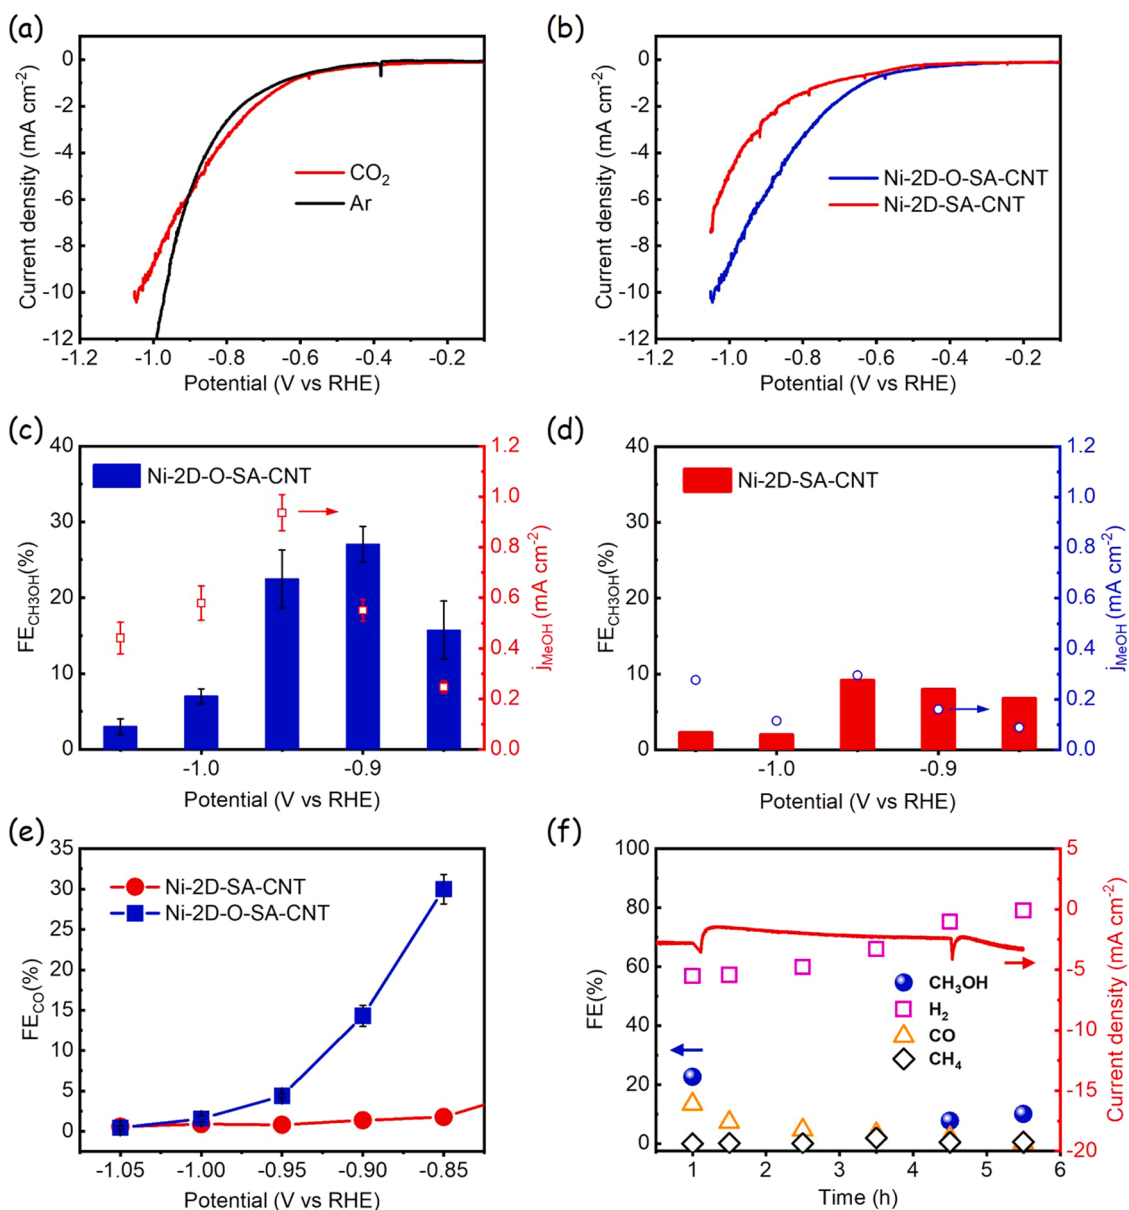 (a)
0
-2
-4
-6
-8
-10
-12
Current density (mA cm-2)
CO2
Ar
-1.2 -1.0 -0.8 -0.6 -0.4 -0.2
Potential (V vs RHE)
(b)
0
-2
-4
-6
-8
-10
-12
Current density (mA cm-2)
Ni-2D-O-SA-CNT
Ni-2D-SA-CNT
-1.2 -1.0 -0.8 -0.6 -0.4 -0.2
Potential (V vs RHE)
(c)
40
30
20
10
0
FECH3OH(%)
Ni-2D-O-SA-CNT
1.2
1.0
0.8
0.6
0.4
0.2
0.0
jMeOH (mA cm-2)
-1.0 -0.9
Potential (V vs RHE)
(d)
40
30
20
10
0
FECH3OH(%)
Ni-2D-SA-CNT
1.2
1.0
0.8
0.6
0.4
0.2
0.0
jMeOH (mA cm-2)
-1.0 -0.9
Potential (V vs RHE)
(e)
35
30
25
20
15
10
5
0
FECO(%)
Ni-2D-SA-CNT
Ni-2D-O-SA-CNT
-1.05 -1.00 -0.95 -0.90 -0.85
Potential (V vs RHE)
(f)
100
80
60
40
20
0
FE(%)
CH3OH
H2
CO
CH4
5
0
-5
-10
-15
-20
Current density (mA cm-2)
1 2 3 4 5 6
Time (h)